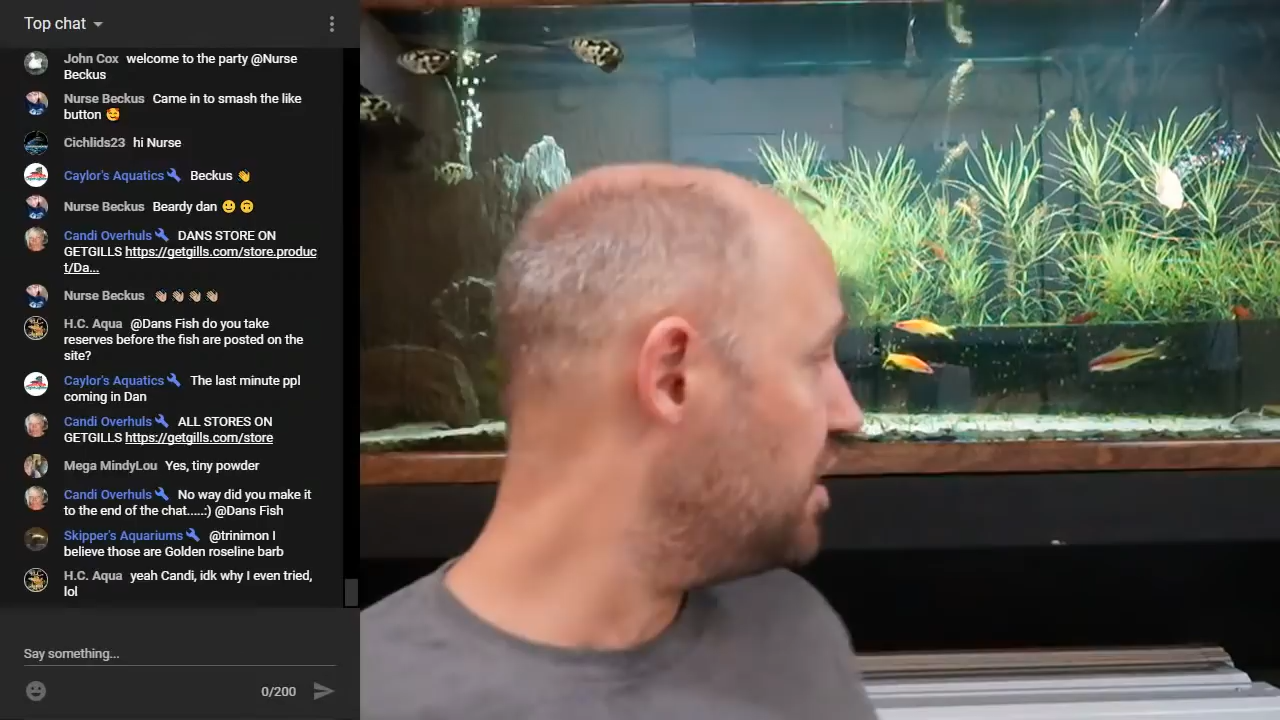 Top chat
John Cox welcome to the party @Nurse
Beckus
Nurse Beckus Came in to smash the like
button 🥰
Cichlids23 hi Nurse
Caylor's Aquatics Beckus 👋
Nurse Beckus Beardy dan 🙂 🙃
Candi Overhuls DANS STORE ON
GETGILLS https://getgills.com/store.produc
t/Da...
Nurse Beckus 👏🏼 👏🏼 👏🏼 👏🏼
H.C. Aqua @Dans Fish do you take
reserves before the fish are posted on the
site?
Caylor's Aquatics The last minute ppl
coming in Dan
Candi Overhuls ALL STORES ON
GETGILLS https://getgills.com/store
Mega MindyLou Yes, tiny powder
Candi Overhuls No way did you make it
to the end of the chat.....:) @Dans Fish
Skipper's Aquariums @trinimon I
believe those are Golden roseline barb
H.C. Aqua yeah Candi, idk why I even tried,
lol
Say something...
0/200